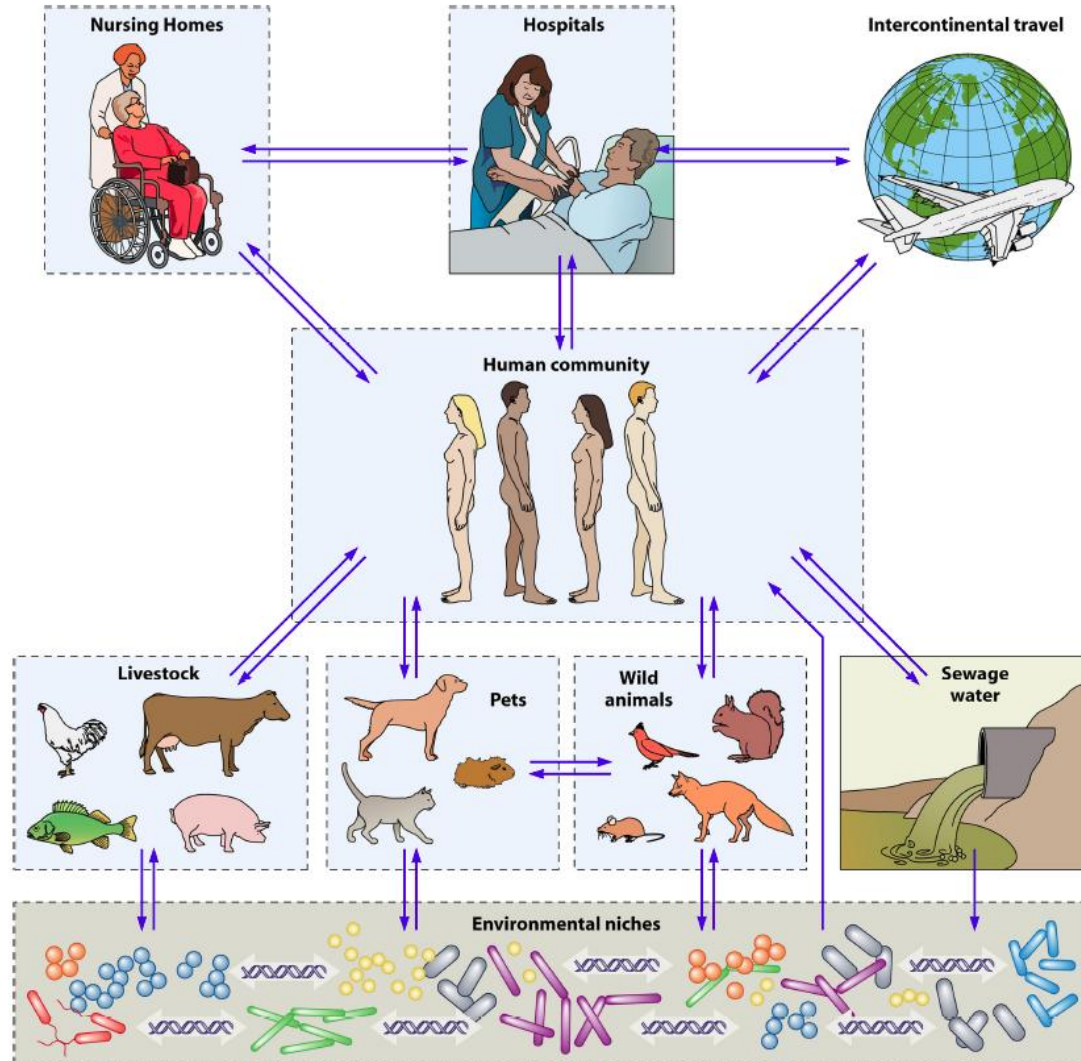 Nursing Homes
Hospitals
Intercontinental travel
Human community
Livestock
Pets
Wild
animals
Sewage
water
Environmental niches